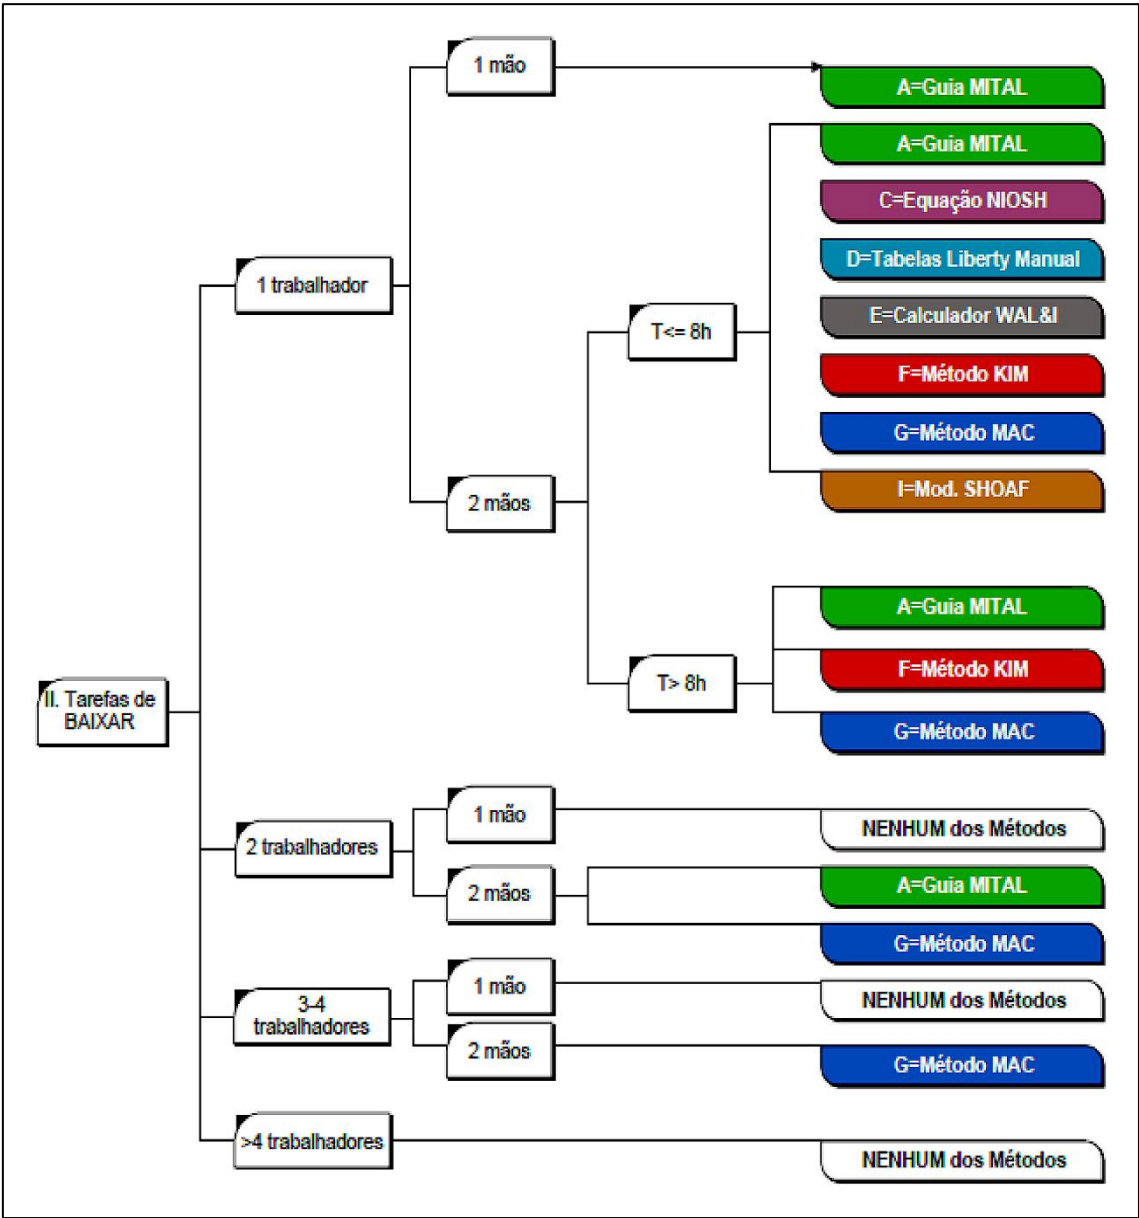 1 mão
A=Guia MITAL
A=Guia MITAL
C=Equação NIOSH
D=Tabelas Liberty Manual
1 trabalhador
E=Calculador WAL&I
T<= 8h
F=Método KIM
G=Método MAC
2 mãos
I=Mod. SHOAF
A=Guia MITAL
F=Método KIM
T> 8h
G=Método MAC
II. Tarefas de
BAIXAR
1 mão
NENHUM dos Métodos
2 trabalhadores
2 mãos
A=Guia MITAL
G=Método MAC
1 mão
NENHUM dos Métodos
3-4
trabalhadores
2 mãos
G=Método MAC
>4 trabalhadores
NENHUM dos Métodos